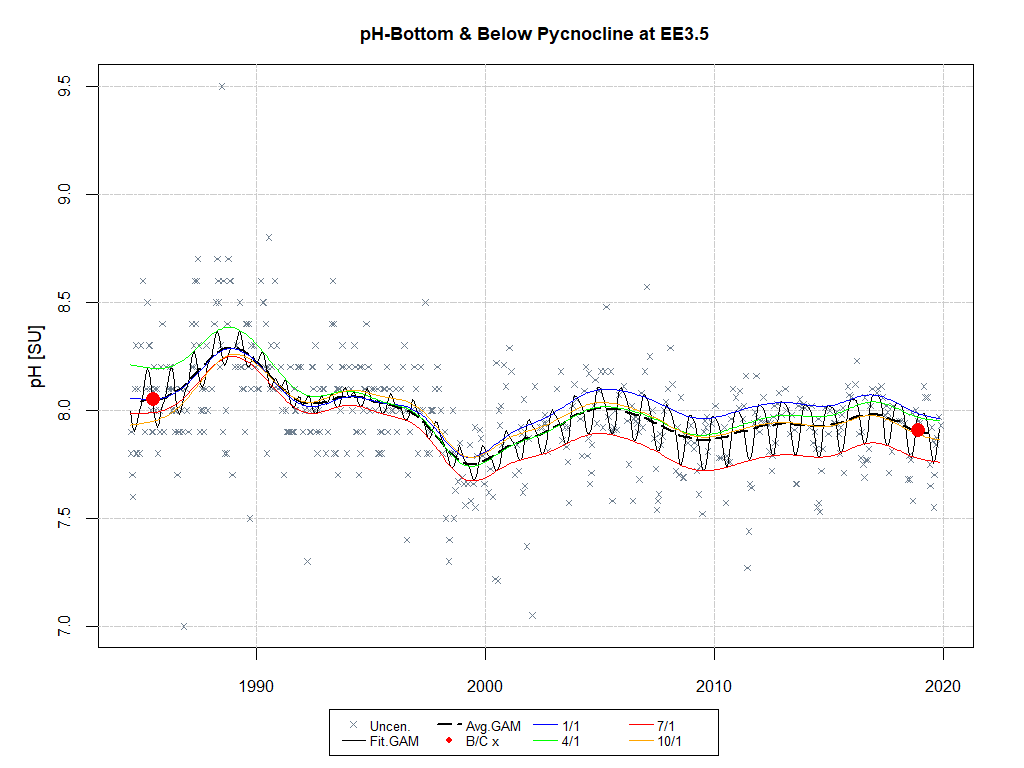 pH-Bottom & Below Pycnocline at EE3.5
pH [SU]
9.5
9.0
8.5
8.0
7.5
7.0
1990 2000 2010 2020
Uncen. Avg.GAM 1/1 7/1
Fit.GAM B/C x 4/1 10/1